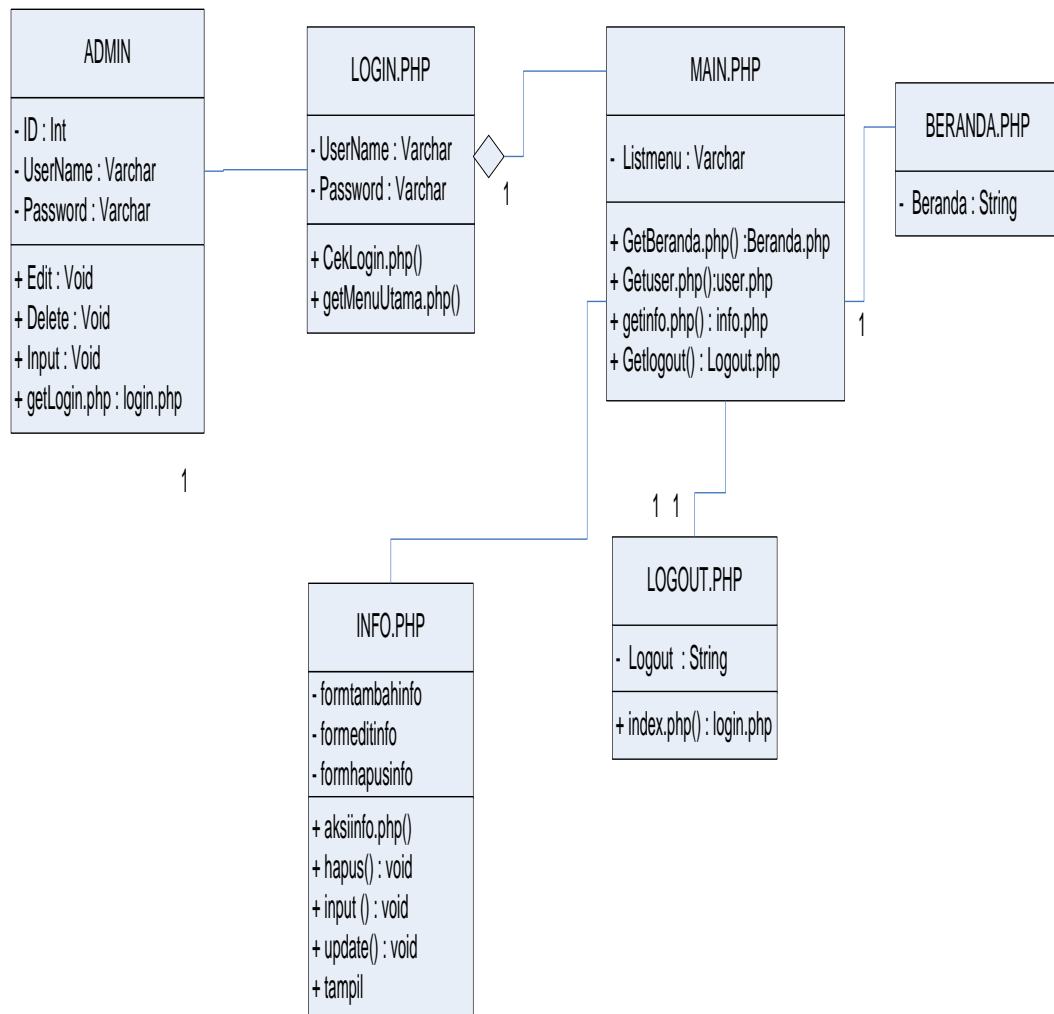 ADMIN
- ID : Int
- UserName : Varchar
- Password : Varchar
+ Edit : Void
+ Delete : Void
+ Input : Void
+ getLogin.php : login.php
1
LOGIN.PHP
- UserName : Varchar
- Password : Varchar
+ CekLogin.php()
+ getMenuUtama.php()
1
MAIN.PHP
- Listmenu : Varchar
+ GetBeranda.php() :Beranda.php
+ Getuser.php():user.php
+ getinfo.php() : info.php
+ Getlogout() : Logout.php
1
BERANDA.PHP
- Beranda : String
1 1
INFO.PHP
- formtambahinfo
- formeditinfo
- formhapusinfo
+ aksiinfo.php()
+ hapus() : void
+ input () : void
+ update() : void
+ tampil
LOGOUT.PHP
- Logout : String
+ index.php() : login.php